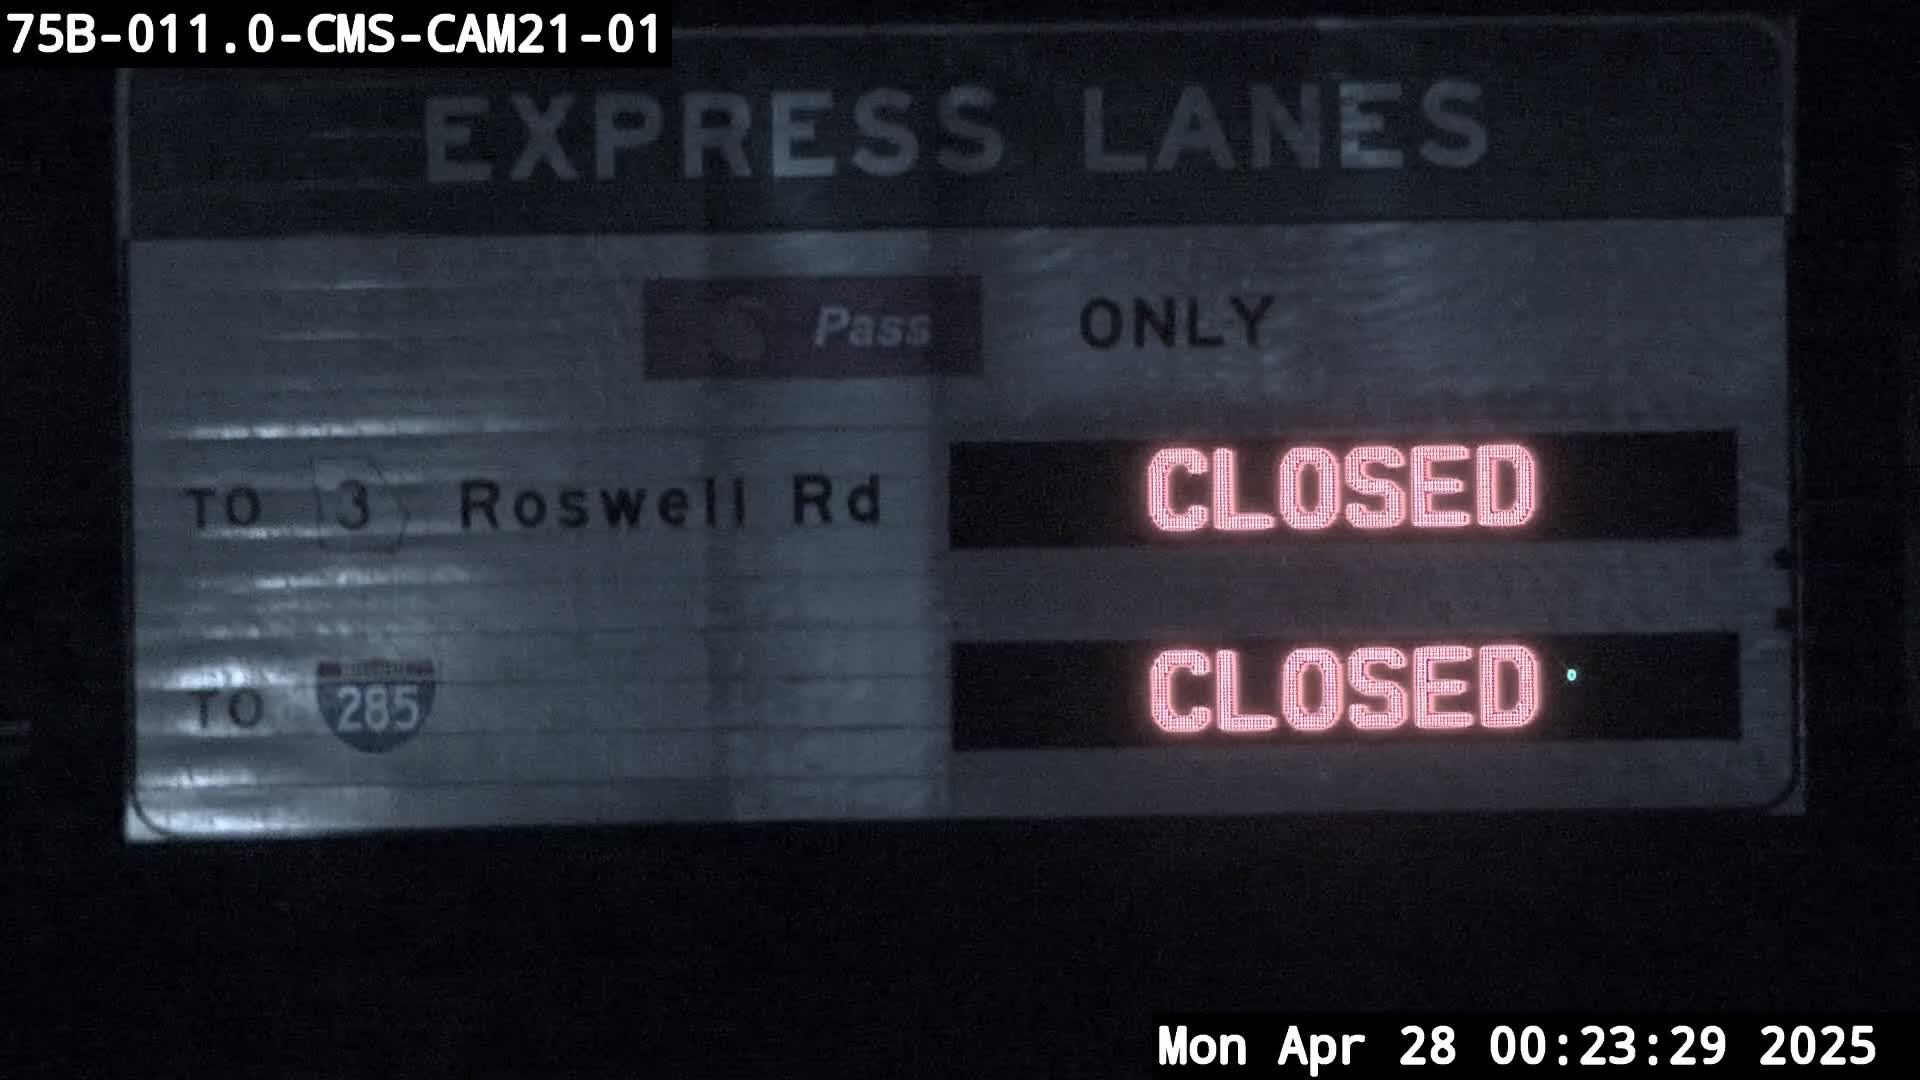 75B-011.0-CMS-CAM21-01
EXPRESS LANES
Pass ONLY
TO 3 Roswell Rd CLOSED
TO 285 CLOSED
Mon Apr 28 00:23:29 2025